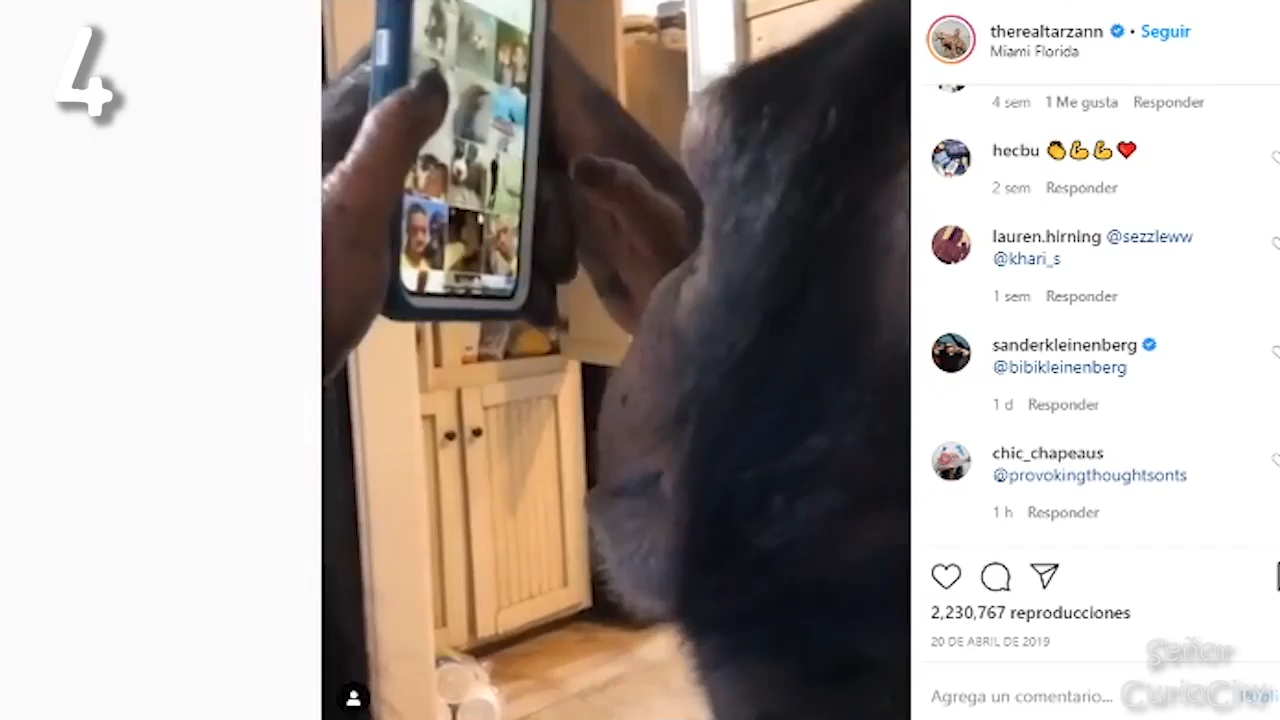 4
therealtarzann • Seguir
Miami Florida
4 sem 1 Me gusta Responder
hecbu 👏💪💪❤️
2 sem Responder
lauren.hirning @sezzleww
@khari_s
1 sem Responder
sanderkleinenberg
@bibikleinenberg
1 d Responder
chic_chapeaus
@provokingthoughtsonts
1 h Responder
2,230,767 reproducciones
20 DE ABRIL DE 2019
Señor
Agrega un comentario...